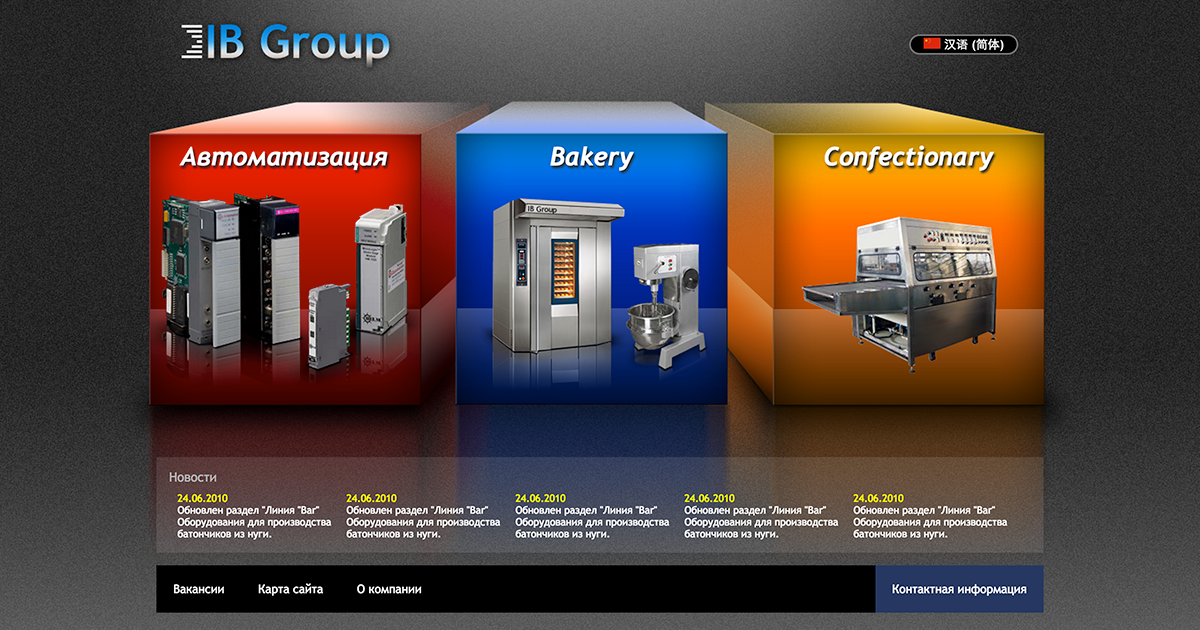 IB Group
汉语 (简体)
Автоматизация
Bakery
Confectionary
IB Group
Новости
24.06.2010
Обновлен раздел "Линия "Bar"
Оборудования для производства
батончиков из нуги.
24.06.2010
Обновлен раздел "Линия "Bar"
Оборудования для производства
батончиков из нуги.
24.06.2010
Обновлен раздел "Линия "Bar"
Оборудования для производства
батончиков из нуги.
24.06.2010
Обновлен раздел "Линия "Bar"
Оборудования для производства
батончиков из нуги.
24.06.2010
Обновлен раздел "Линия "Bar"
Оборудования для производства
батончиков из нуги.
Вакансии
Карта сайта
О компании
Контактная информация